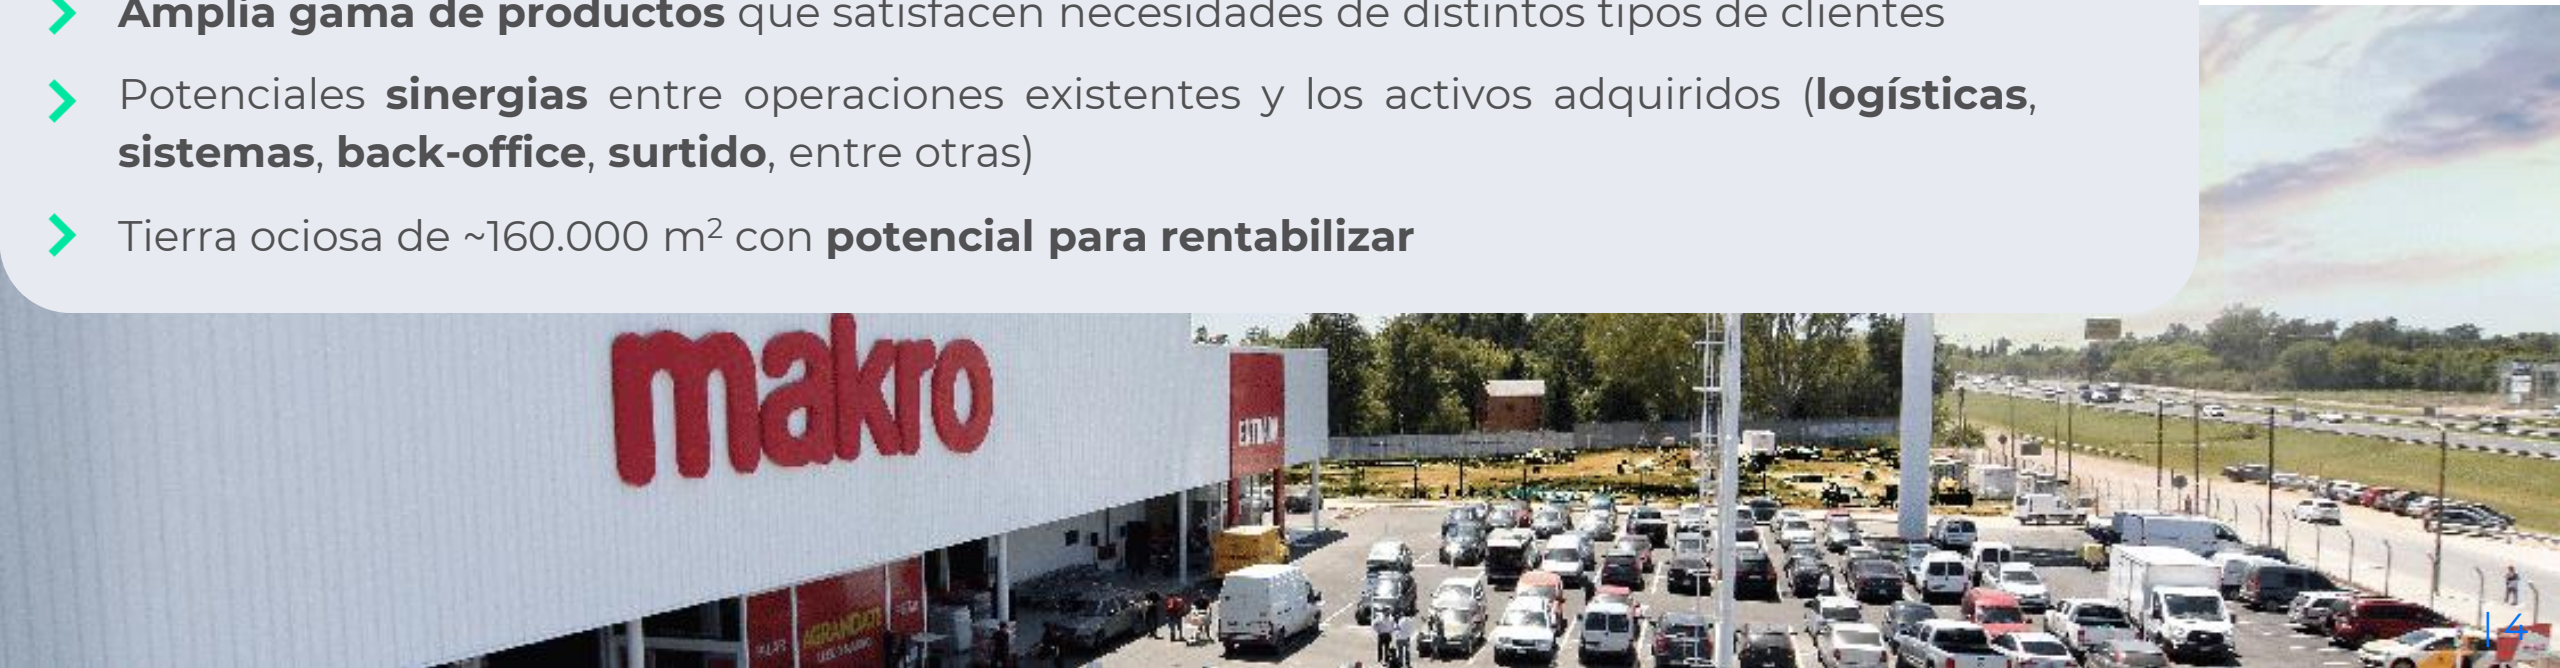 Amplia gama de productos que satisfacen necesidades de distintos tipos de clientes
Potenciales sinergias entre operaciones existentes y los activos adquiridos (logísticas,
sistemas, back-office, surtido, entre otras)
Tierra ociosa de ~160.000 m² con potencial para rentabilizar
makro
AGRANDATE
| 4